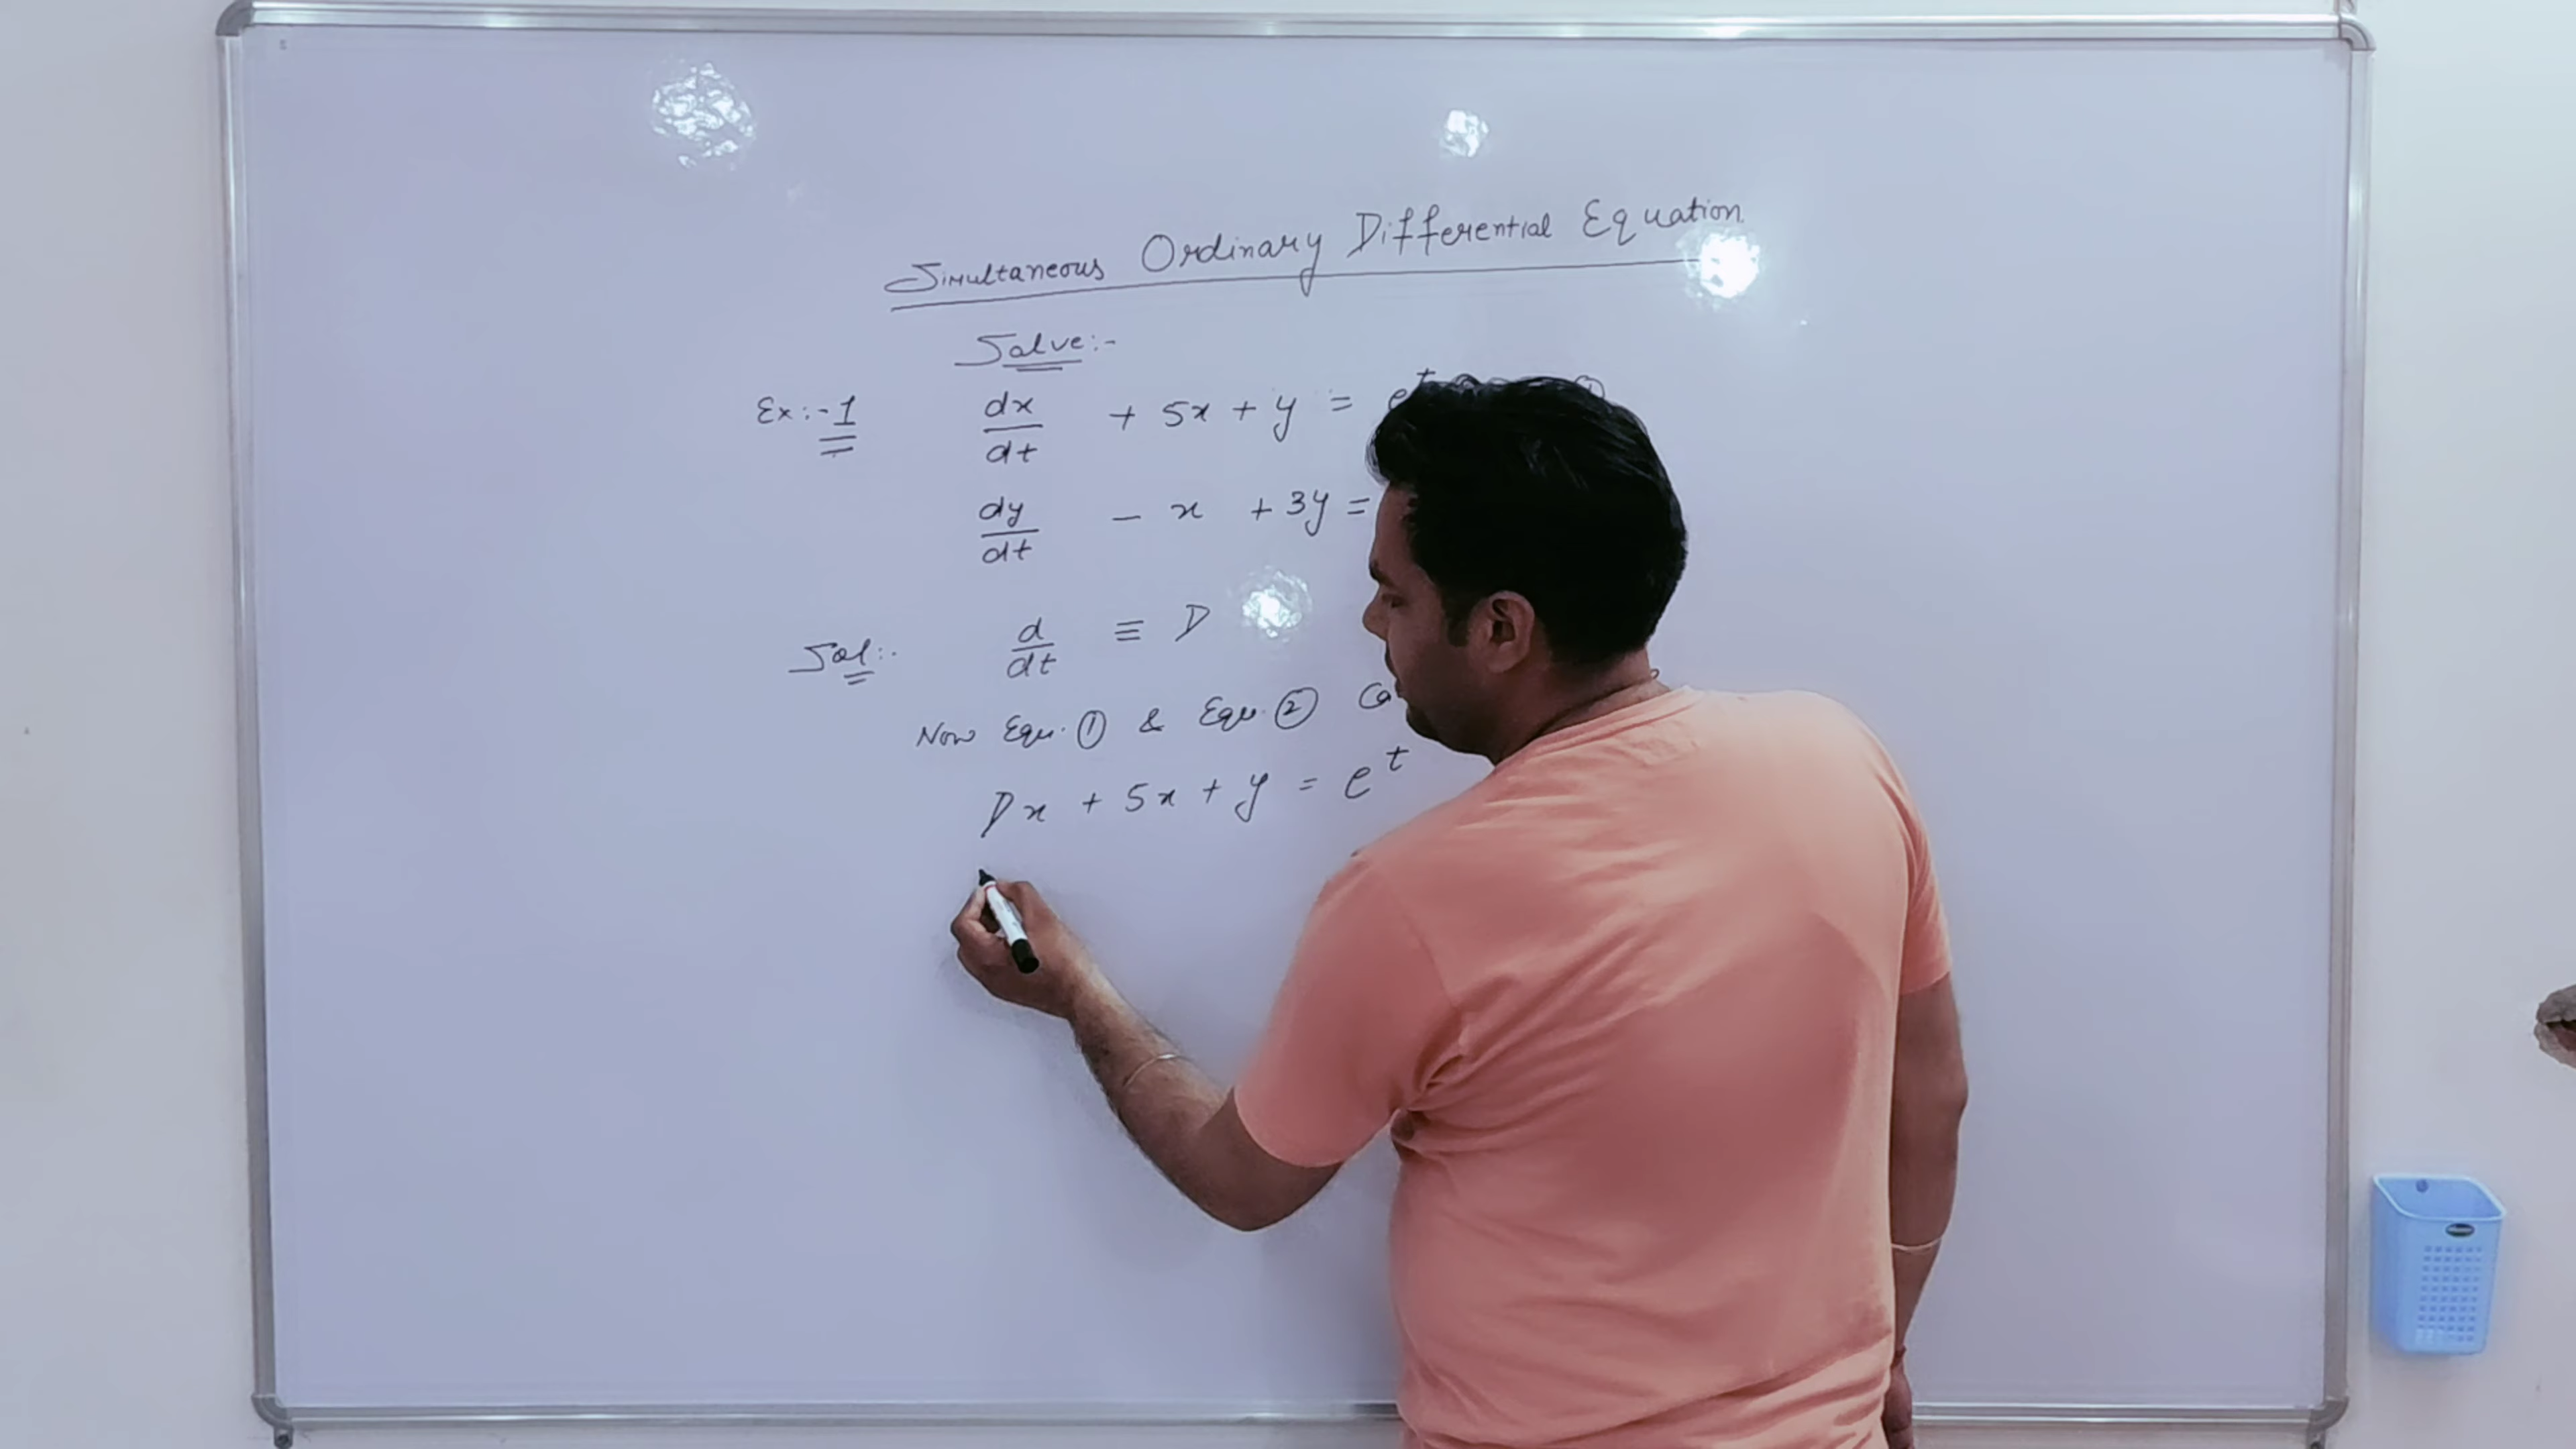 Simultaneous Ordinary Differential Equation
Solve:-
Ex:-1 dx/dt + 5x + y = e^t
dy/dt - x + 3y =
Sol:- d/dt ≡ D
Now Equ. ① & Equ. ②
Dx + 5x + y = e^t